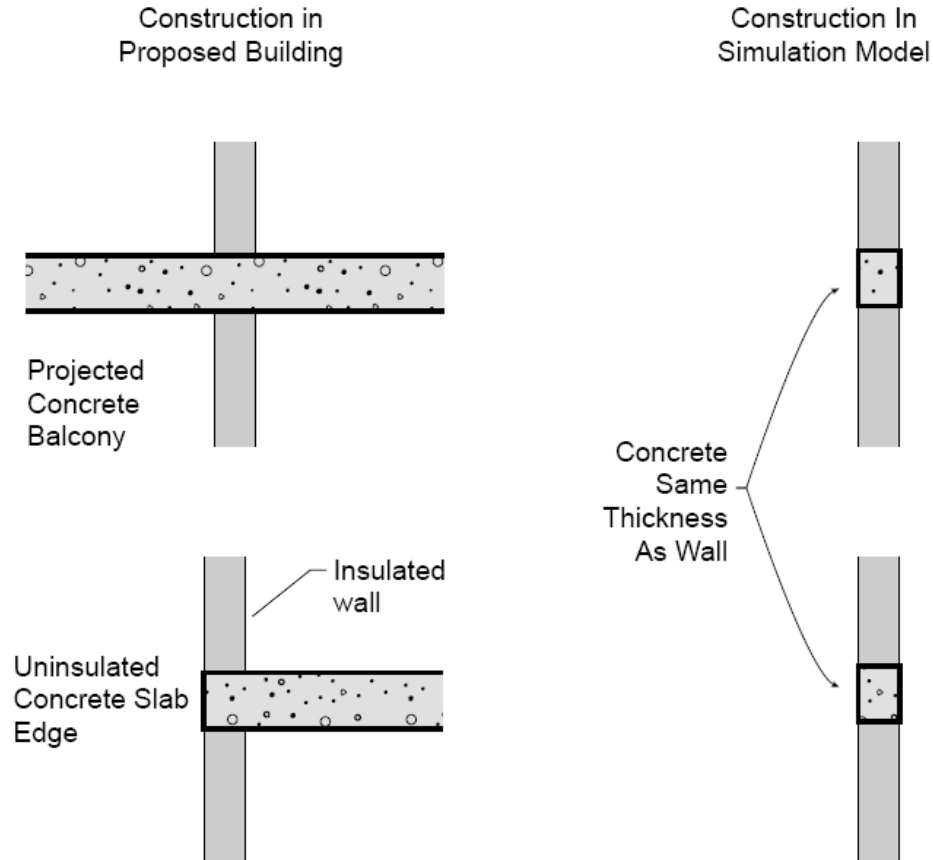 Construction in
Proposed Building
Construction In
Simulation Model
Projected
Concrete
Balcony
Concrete
Same
Thickness
As Wall
Insulated
wall
Uninsulated
Concrete Slab
Edge